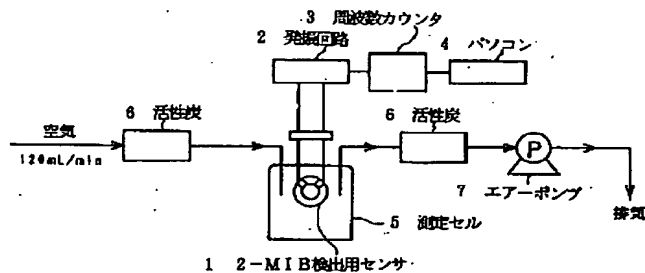 3 周波数カウンタ
2 発振回路
4 パソコン
6 活性炭
6 活性炭
空気
120mL/min
P
7 エアーポンプ
排気
5 測定セル
1 2-MIB検出用センサ